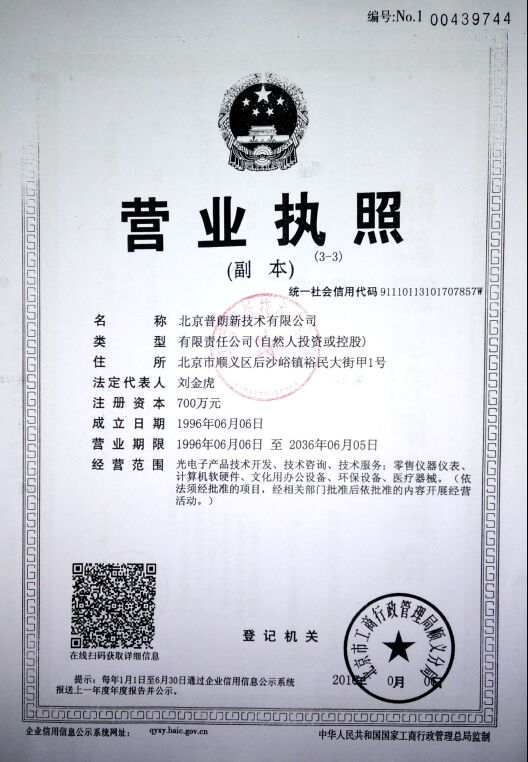 编号:No.1 00439744
营业执照
(副 本) (3-3)
统一社会信用代码 91110113101707857W
名 称 北京普朗新技术有限公司
类 型 有限责任公司(自然人投资或控股)
住 所 北京市顺义区后沙峪镇裕民大街甲1号
法定代表人 刘金虎
注册资本 700万元
成立日期 1996年06月06日
营业期限 1996年06月06日 至 2036年06月05日
经营范围 光电子产品技术开发、技术咨询、技术服务；零售仪器仪表、
计算机软硬件、文化用办公设备、环保设备、医疗器械。（依
法须经批准的项目，经相关部门批准后依批准的内容开展经营
活动。）
在线扫码获取详细信息
登记机关
北京市工商行政管理局顺义分局
提示：每年1月1日至6月30日通过企业信用信息公示系统
报送上一年度年度报告并公示。
企业信用信息公示系统网址： qyxy.baic.gov.cn
中华人民共和国国家工商行政管理总局监制